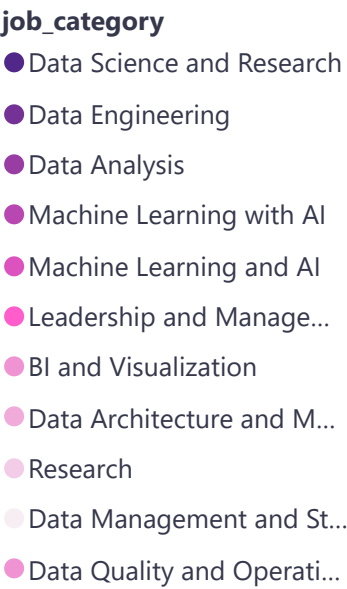 job_category
Data Science and Research
Data Engineering
Data Analysis
Machine Learning with AI
Machine Learning and AI
Leadership and Manage...
BI and Visualization
Data Architecture and M...
Research
Data Management and St...
Data Quality and Operati...